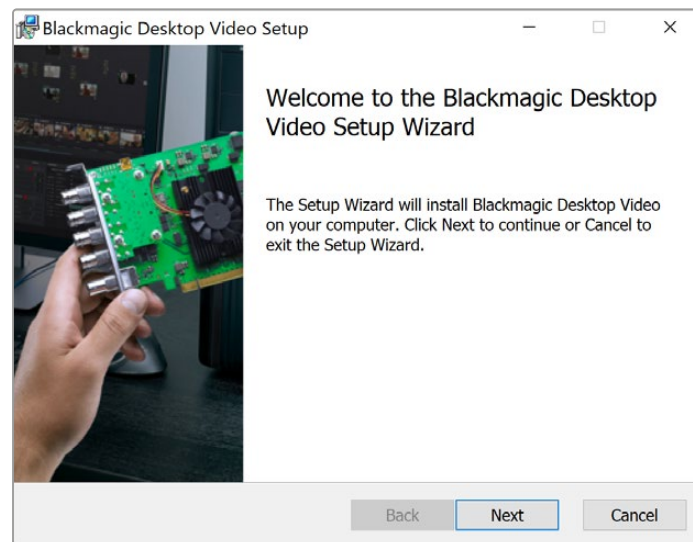 Blackmagic Desktop Video Setup
Welcome to the Blackmagic Desktop
Video Setup Wizard
The Setup Wizard will install Blackmagic Desktop Video
on your computer. Click Next to continue or Cancel to
exit the Setup Wizard.
Back Next Cancel